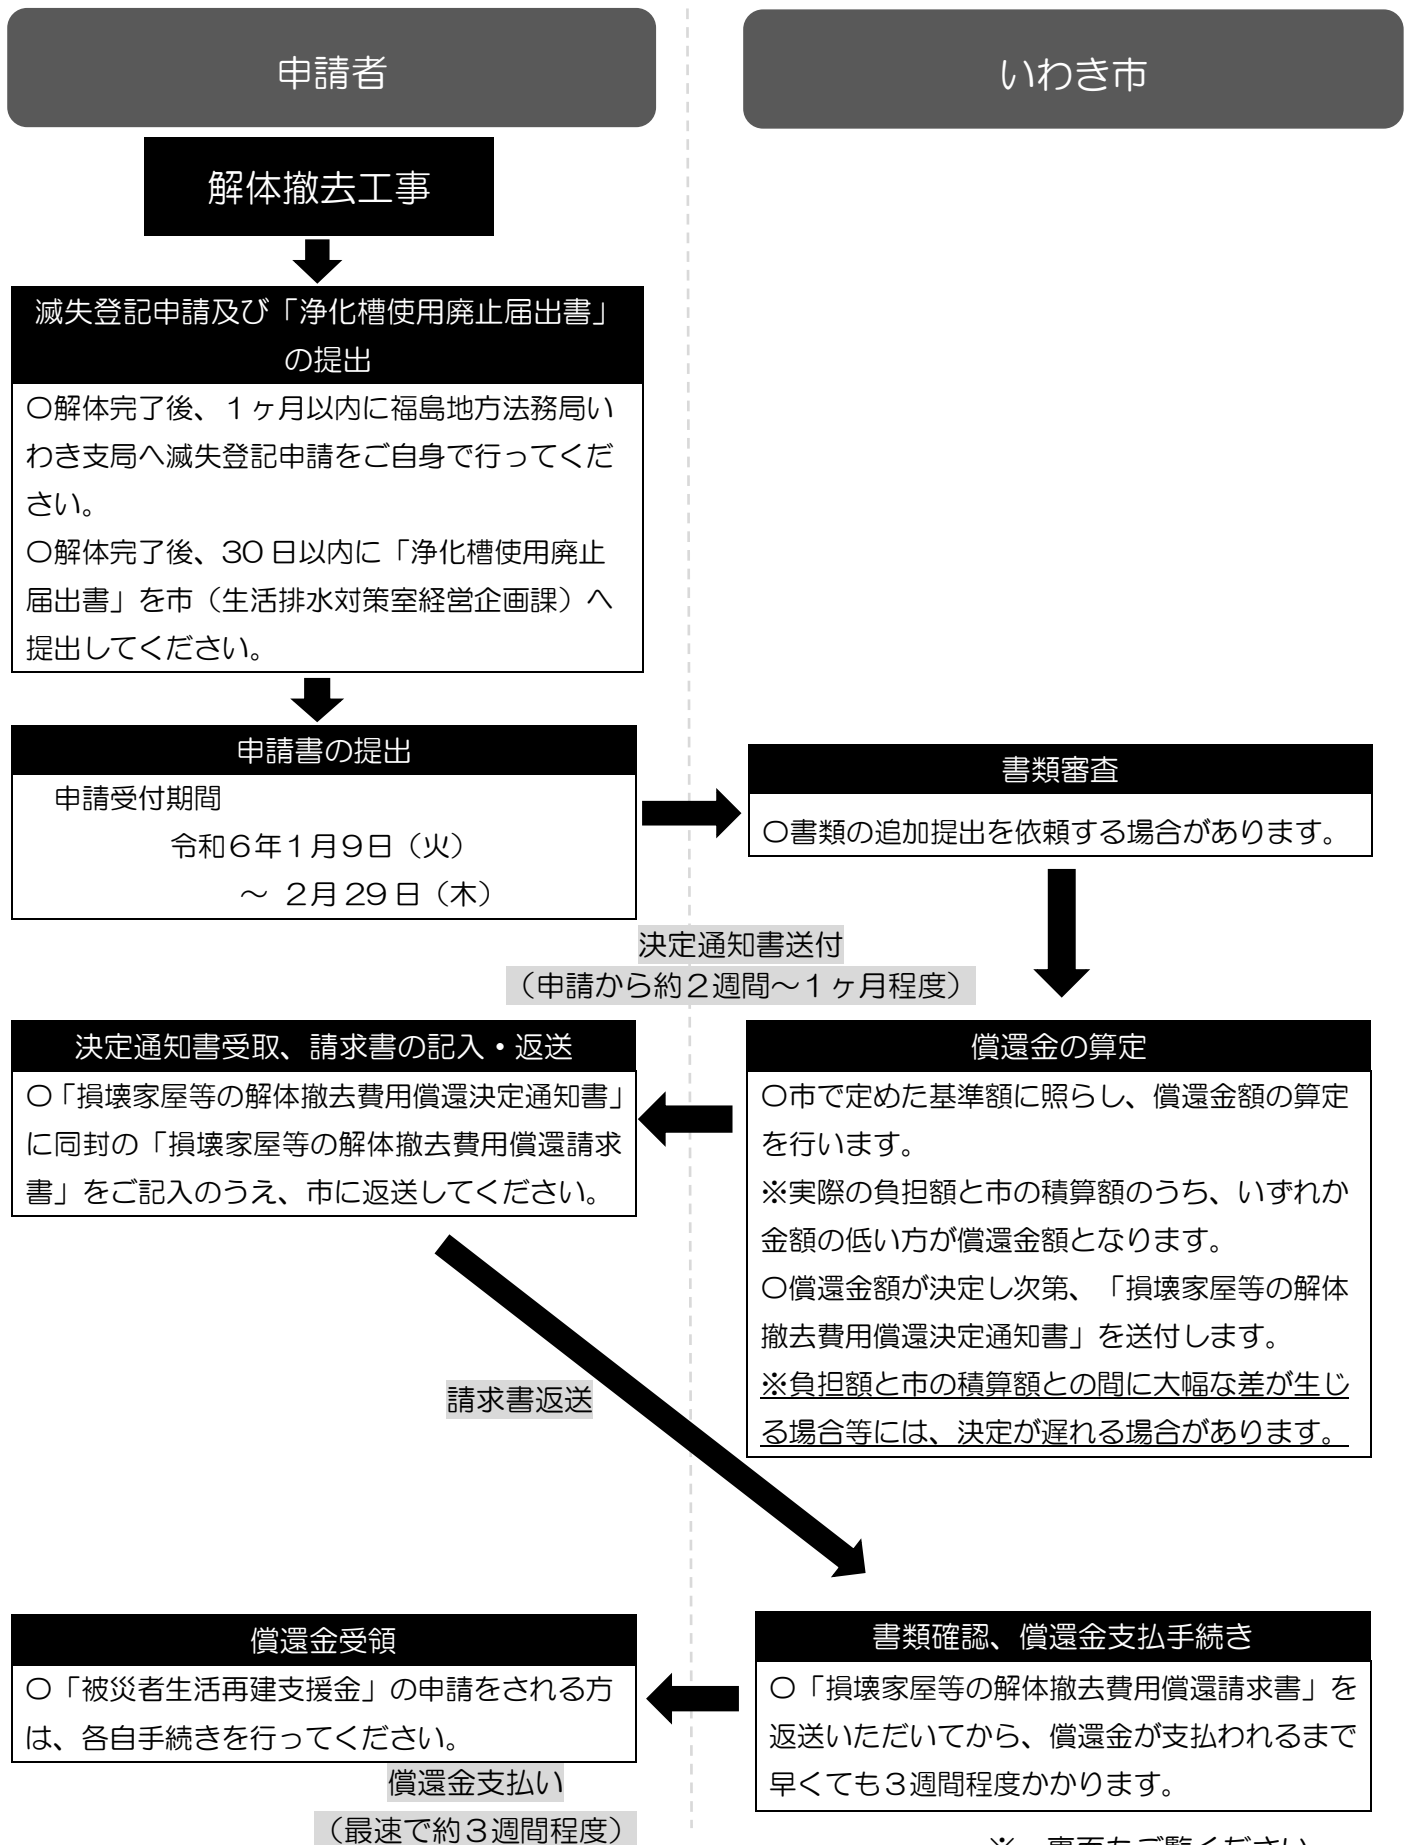 申請者
いわき市
解体撤去工事
滅失登記申請及び「浄化槽使用廃止届出書」
の提出
〇解体完了後、１ヶ月以内に福島地方法務局い
わき支局へ滅失登記申請をご自身で行ってくだ
さい。
〇解体完了後、30日以内に「浄化槽使用廃止
届出書」を市（生活排水対策室経営企画課）へ
提出してください。
申請書の提出
申請受付期間
令和６年１月９日（火）
～ ２月29日（木）
書類審査
〇書類の追加提出を依頼する場合があります。
決定通知書送付
（申請から約２週間～１ヶ月程度）
償還金の算定
〇市で定めた基準額に照らし、償還金額の算定
を行います。
※実際の負担額と市の積算額のうち、いずれか
金額の低い方が償還金額となります。
〇償還金額が決定し次第、「損壊家屋等の解体
撤去費用償還決定通知書」を送付します。
※負担額と市の積算額との間に大幅な差が生じ
る場合等には、決定が遅れる場合があります。
決定通知書受取、請求書の記入・返送
〇「損壊家屋等の解体撤去費用償還決定通知書」
に同封の「損壊家屋等の解体撤去費用償還請求
書」をご記入のうえ、市に返送してください。
請求書返送
書類確認、償還金支払手続き
〇「損壊家屋等の解体撤去費用償還請求書」を
返送いただいてから、償還金が支払われるまで
早くても３週間程度かかります。
償還金受領
〇「被災者生活再建支援金」の申請をされる方
は、各自手続きを行ってください。
償還金支払い
（最速で約３週間程度）
※ 裏面もご覧ください